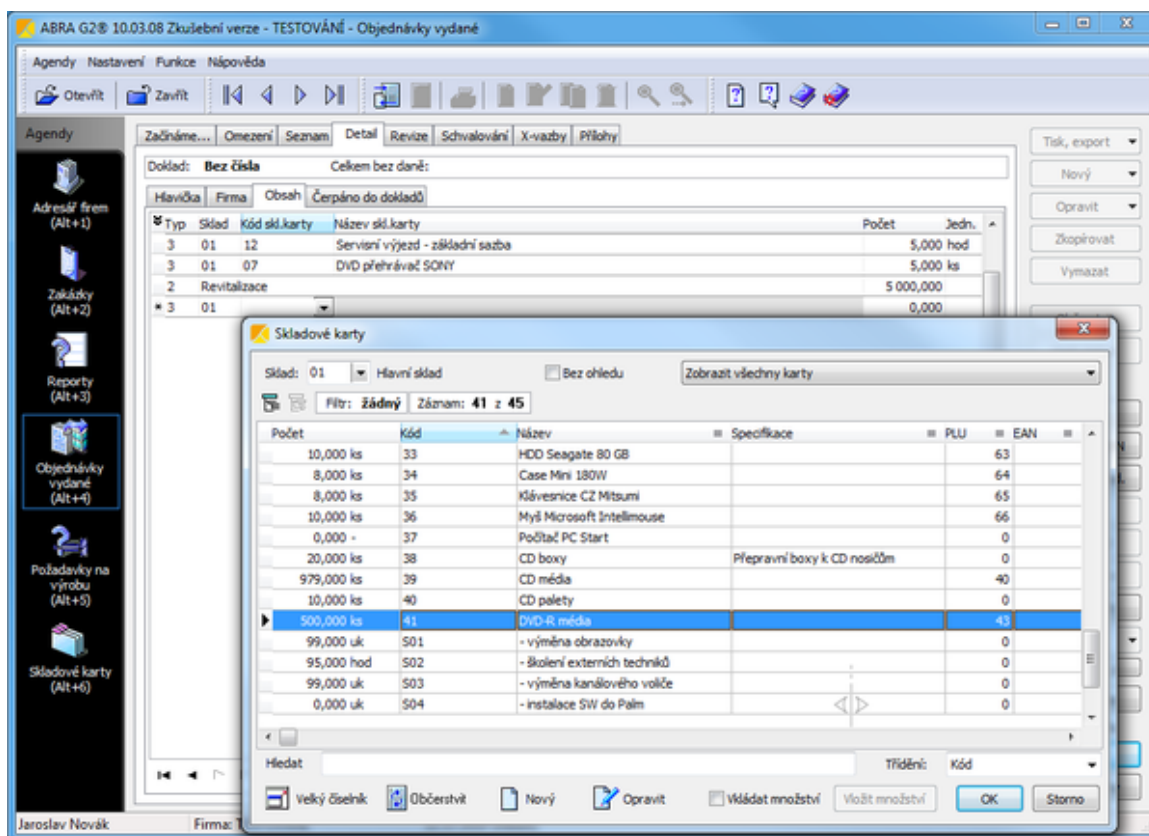 ABRA G2® 10.03.08 Zkušební verze - TESTOVÁNÍ - Objednávky vydané
Agendy Nastavení Funkce Nápověda
Otevřít Zavřít
Agendy
Začínáme... Omezení Seznam Detail Revize Schvalování X-vazby Přílohy
Doklad: Bez čísla Celkem bez daně:
Hlavička Firma Obsah Čerpáno do dokladů
Typ Sklad Kód skl.karty Název skl.karty Počet Jedn.
3 01 12 Servisní výjezd - základní sazba 5,000 hod
3 01 07 DVD přehrávač SONY 5,000 ks
2 Revitalizace 5 000,000
* 3 01 0,000
Adresář firem
(Alt+1)
Zakázky
(Alt+2)
Reporty
(Alt+3)
Objednávky
vydané
(Alt+4)
Požadavky na
výrobu
(Alt+5)
Skladové karty
(Alt+6)
Tisk, export
Nový
Opravit
Zkopírovat
Vymazat
Skladové karty
Sklad: 01 Hlavní sklad Bez ohledu Zobrazit všechny karty
Filtr: žádný Záznam: 41 z 45
Počet Kód Název Specifikace PLU EAN
10,000 ks 33 HDD Seagate 80 GB 63
8,000 ks 34 Case Mini 180W 64
8,000 ks 35 Klávesnice CZ Mitsumi 65
10,000 ks 36 Myš Microsoft Intellimouse 66
0,000 - 37 Počítač PC Start 0
20,000 ks 38 CD boxy Přepravní boxy k CD nosičům 0
979,000 ks 39 CD média 40
10,000 ks 40 CD palety 0
500,000 ks 41 DVD-R média 43
99,000 uk S01 - výměna obrazovky 0
95,000 hod S02 - školení externích techniků 0
99,000 uk S03 - výměna kanálového voliče 0
0,000 uk S04 - instalace SW do Palm 0
Hledat Třídění: Kód
Velký číselník Občerstvit Nový Opravit Vkládat množství Vložit množství OK Storno
Jaroslav Novák Firma: